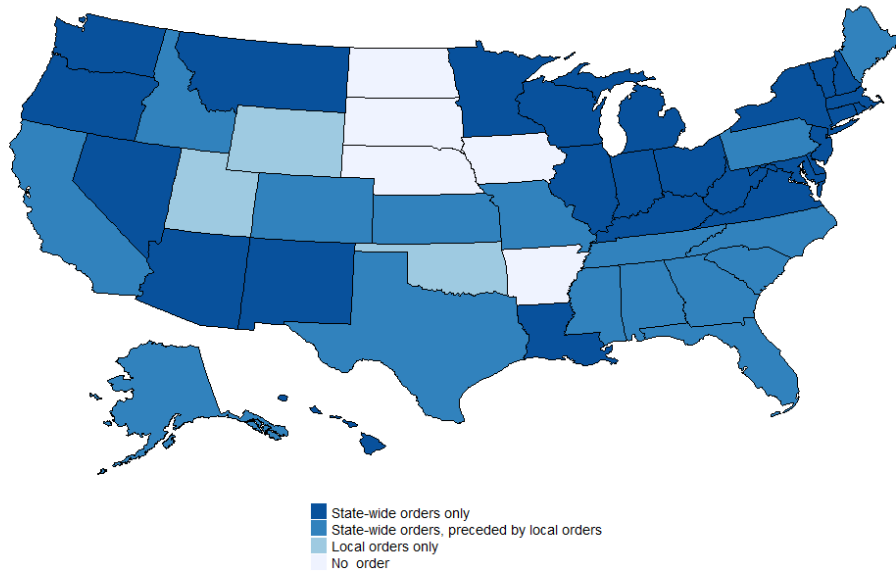 State-wide orders only
State-wide orders, preceded by local orders
Local orders only
No order